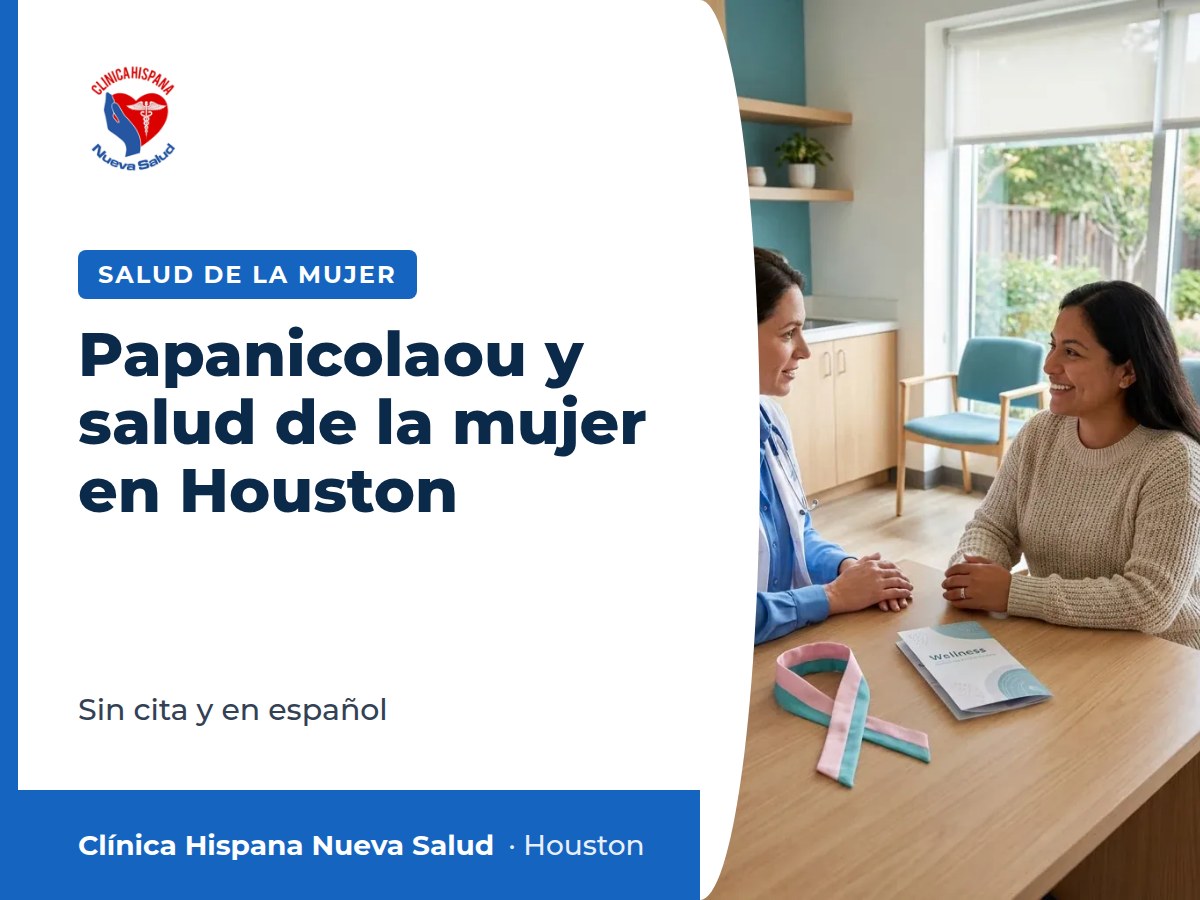 CLINICA HISPANA
Nueva Salud
SALUD DE LA MUJER
Papanicolaou y
salud de la mujer
en Houston
Sin cita y en español
Clínica Hispana Nueva Salud · Houston
Wellness